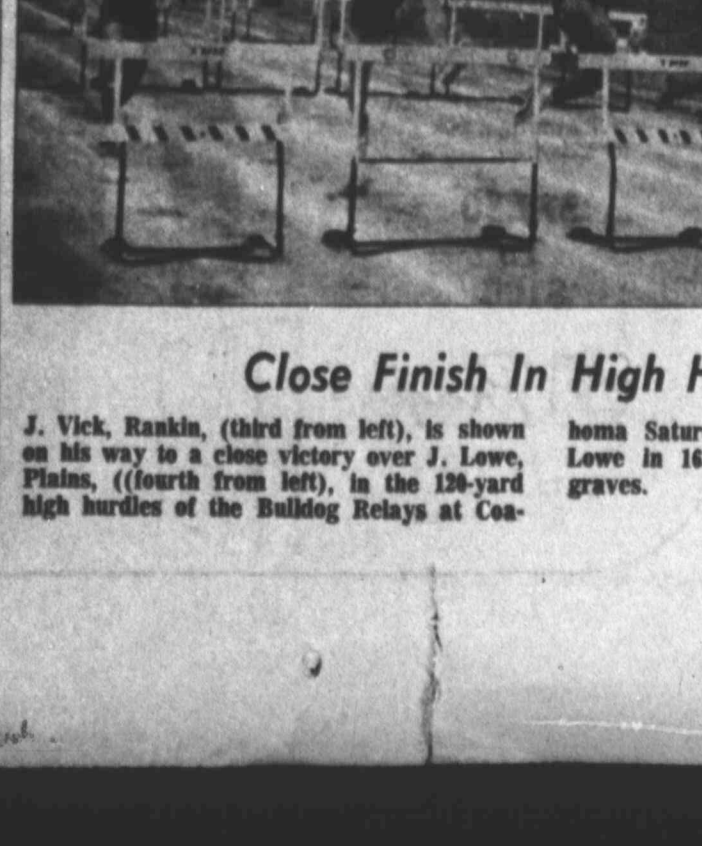 Close Finish In High H
J. Vick, Rankin, (third from left), is shown
on his way to a close victory over J. Lowe,
Plains, ((fourth from left), in the 120-yard
high hurdles of the Bulldog Relays at Coa-
homa Satur
Lowe in 16
graves.